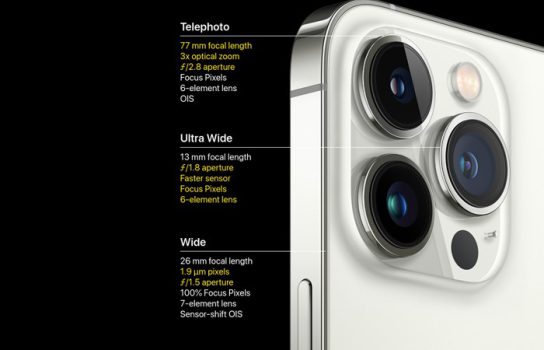 Telephoto
77 mm focal length
3x optical zoom
ƒ/2.8 aperture
Focus Pixels
6-element lens
OIS
Ultra Wide
13 mm focal length
ƒ/1.8 aperture
Faster sensor
Focus Pixels
6-element lens
Wide
26 mm focal length
1.9 µm pixels
ƒ/1.5 aperture
100% Focus Pixels
7-element lens
Sensor-shift OIS